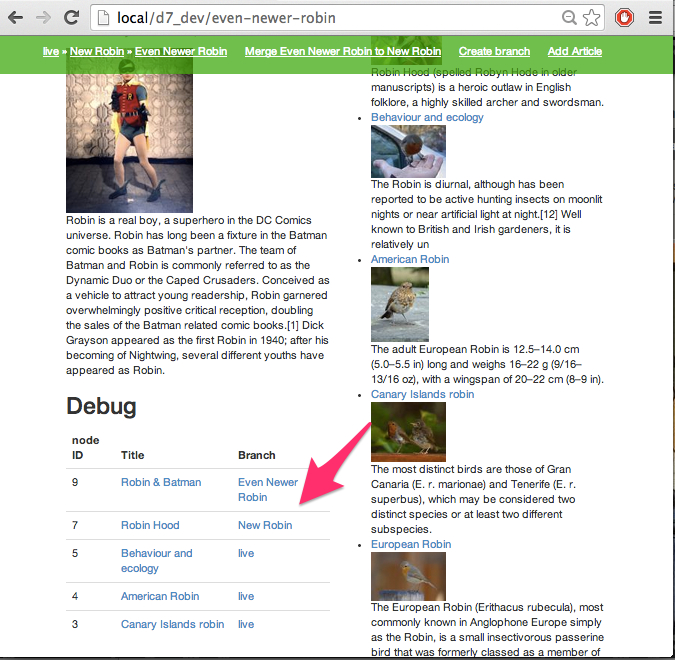 local/d7_dev/even-newer-robin
live » New Robin » Even Newer Robin Merge Even Newer Robin to New Robin Create branch Add Article
Robin is a real boy, a superhero in the DC Comics
universe. Robin has long been a fixture in the Batman
comic books as Batman's partner. The team of
Batman and Robin is commonly referred to as the
Dynamic Duo or the Caped Crusaders. Conceived as
a vehicle to attract young readership, Robin garnered
overwhelmingly positive critical reception, doubling
the sales of the Batman related comic books.[1] Dick
Grayson appeared as the first Robin in 1940; after his
becoming of Nightwing, several different youths have
appeared as Robin.
Debug
node
ID Title Branch
9 Robin & Batman Even Newer
Robin
7 Robin Hood New Robin
5 Behaviour and live
ecology
4 American Robin live
3 Canary Islands robin live
Robin Hood (spelled Robyn Hode in older
manuscripts) is a heroic outlaw in English
folklore, a highly skilled archer and swordsman.
• Behaviour and ecology
The Robin is diurnal, although has been
reported to be active hunting insects on moonlit
nights or near artificial light at night.[12] Well
known to British and Irish gardeners, it is
relatively un
• American Robin
The adult European Robin is 12.5–14.0 cm
(5.0–5.5 in) long and weighs 16–22 g (9/16–
13/16 oz), with a wingspan of 20–22 cm (8–9 in).
• Canary Islands robin
The most distinct birds are those of Gran
Canaria (E. r. marionae) and Tenerife (E. r.
superbus), which may be considered two
distinct species or at least two different
subspecies.
• European Robin
The European Robin (Erithacus rubecula), most
commonly known in Anglophone Europe simply
as the Robin, is a small insectivorous passerine
bird that was formerly classed as a member of